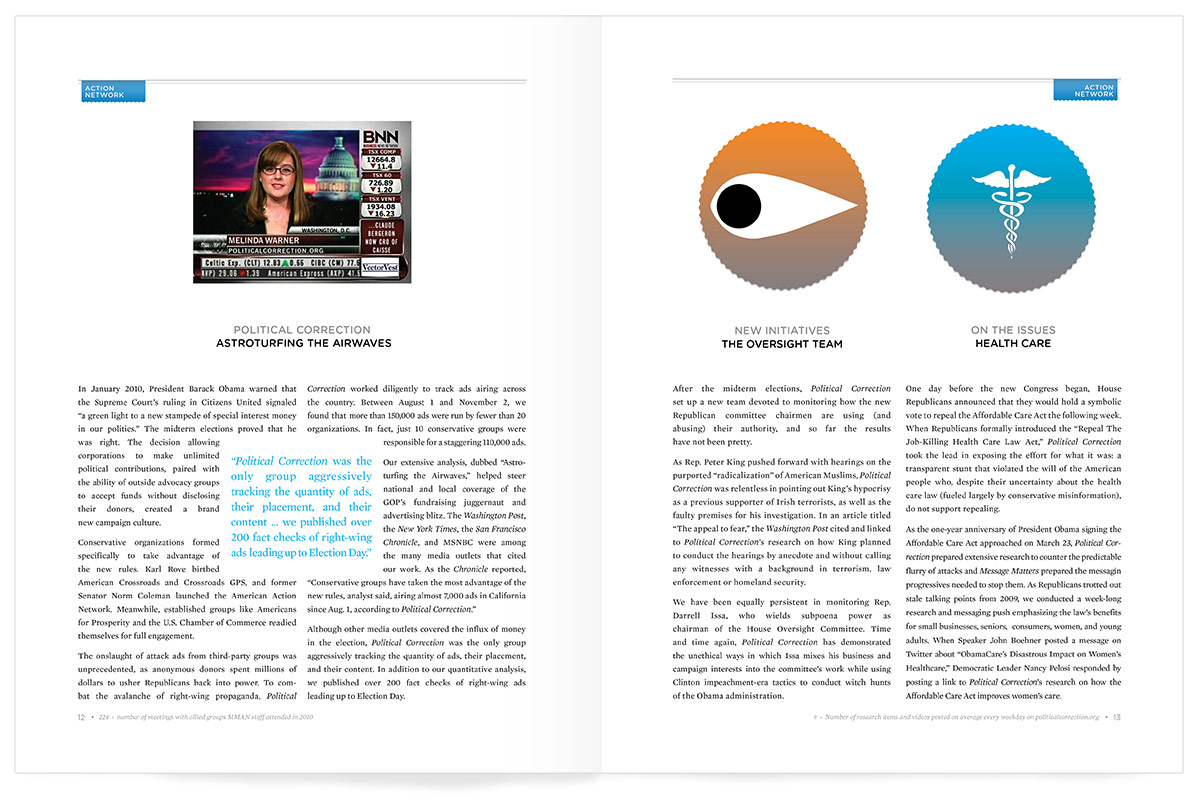 ACTION
NETWORK
BNN
BUSINESS NEWS NETWORK
TSX COMP
12664.8
▼11.4
TSX 60
726.89
▼1.20
TSX VENT
1934.08
▼16.23
...CLAUDE
BERGERON
NOW CRO OF
CAISSE
WASHINGTON, D.C.
MELINDA WARNER
POLITICALCORRECTION.ORG
Celtic Exp. (CLT) 12.83▲0.66 CIBC (CM) 77.6
AVP) 29.06 ▼1.39 American Express (AXP) 41.5
VectorVest
POLITICAL CORRECTION
ASTROTURFING THE AIRWAVES
In January 2010, President Barack Obama warned that
the Supreme Court's ruling in Citizens United signaled
“a green light to a new stampede of special interest money
in our politics.” The midterm elections proved that he
was right. The decision allowing
corporations to make unlimited
political contributions, paired with
the ability of outside advocacy groups
to accept funds without disclosing
their donors, created a brand
new campaign culture.
Conservative organizations formed
specifically to take advantage of
the new rules. Karl Rove birthed
American Crossroads and Crossroads GPS, and former
Senator Norm Coleman launched the American Action
Network. Meanwhile, established groups like Americans
for Prosperity and the U.S. Chamber of Commerce readied
themselves for full engagement.
The onslaught of attack ads from third-party groups was
unprecedented, as anonymous donors spent millions of
dollars to usher Republicans back into power. To com-
bat the avalanche of right-wing propaganda, Political
“Political Correction was the
only group aggressively
tracking the quantity of ads,
their placement, and their
content ... we published over
200 fact checks of right-wing
ads leading up to Election Day.”
Correction worked diligently to track ads airing across
the country. Between August 1 and November 2, we
found that more than 150,000 ads were run by fewer than 20
organizations. In fact, just 10 conservative groups were
responsible for a staggering 110,000 ads.
Our extensive analysis, dubbed “Astro-
turfing the Airwaves,” helped steer
national and local coverage of the
GOP's fundraising juggernaut and
advertising blitz. The Washington Post,
the New York Times, the San Francisco
Chronicle, and MSNBC were among
the many media outlets that cited
our work. As the Chronicle reported,
“Conservative groups have taken the most advantage of the
new rules, analyst said, airing almost 7,000 ads in California
since Aug. 1, according to Political Correction.”
Although other media outlets covered the influx of money
in the election, Political Correction was the only group
aggressively tracking the quantity of ads, their placement,
and their content. In addition to our quantitative analysis,
we published over 200 fact checks of right-wing ads
leading up to Election Day.
12 • 224 » number of meetings with allied groups MMAN staff attended in 2010
ACTION
NETWORK
NEW INITIATIVES
THE OVERSIGHT TEAM
After the midterm elections, Political Correction
set up a new team devoted to monitoring how the new
Republican committee chairmen are using (and
abusing) their authority, and so far the results
have not been pretty.
As Rep. Peter King pushed forward with hearings on the
purported “radicalization” of American Muslims, Political
Correction was relentless in pointing out King's hypocrisy
as a previous supporter of Irish terrorists, as well as the
faulty premises for his investigation. In an article titled
“The appeal to fear,” the Washington Post cited and linked
to Political Correction's research on how King planned
to conduct the hearings by anecdote and without calling
any witnesses with a background in terrorism, law
enforcement or homeland security.
We have been equally persistent in monitoring Rep.
Darrell Issa, who wields subpoena power as
chairman of the House Oversight Committee. Time
and time again, Political Correction has demonstrated
the unethical ways in which Issa mixes his business and
campaign interests into the committee's work while using
Clinton impeachment-era tactics to conduct witch hunts
of the Obama administration.
ON THE ISSUES
HEALTH CARE
One day before the new Congress began, House
Republicans announced that they would hold a symbolic
vote to repeal the Affordable Care Act the following week.
When Republicans formally introduced the “Repeal The
Job-Killing Health Care Law Act,” Political Correction
took the lead in exposing the effort for what it was: a
transparent stunt that violated the will of the American
people who, despite their uncertainty about the health
care law (fueled largely by conservative misinformation),
do not support repealing.
As the one-year anniversary of President Obama signing the
Affordable Care Act approached on March 23, Political Cor-
rection prepared extensive research to counter the predictable
flurry of attacks and Message Matters prepared the messagin
progressives needed to stop them. As Republicans trotted out
stale talking points from 2009, we conducted a week-long
research and messaging push emphasizing the law's benefits
for small businesses, seniors, consumers, women, and young
adults. When Speaker John Boehner posted a message on
Twitter about “ObamaCare's Disastrous Impact on Women's
Healthcare,” Democratic Leader Nancy Pelosi responded by
posting a link to Political Correction's research on how the
Affordable Care Act improves women's care.
9 » Number of research items and videos posted on average every weekday on politicalcorrection.org • 13